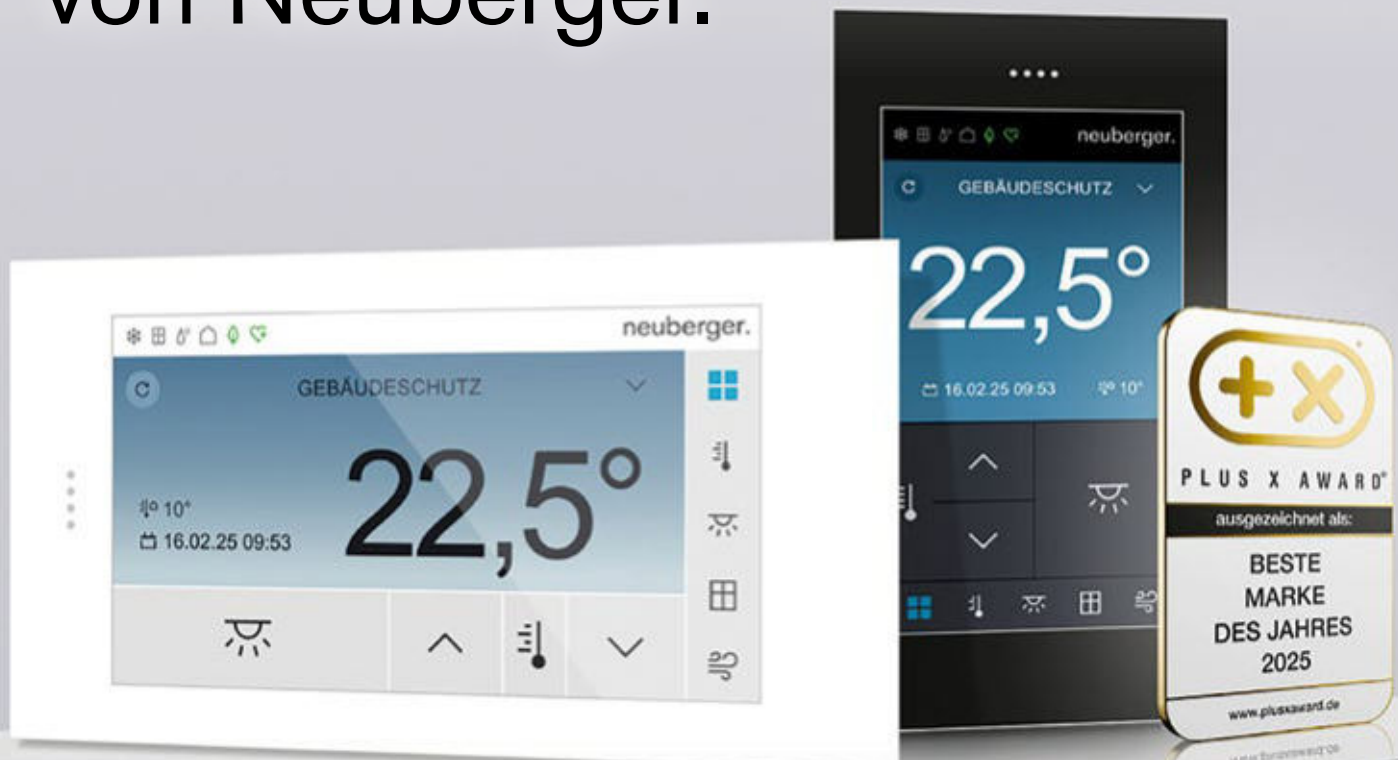 von Neuberger.
neuberger.
GEBÄUDESCHUTZ
22,5°
10°
16.02.25 09:53
neuberger.
GEBÄUDESCHUTZ
22,5°
16.02.25 09:53
10°
+X
PLUS X AWARD®
ausgezeichnet als:
BESTE
MARKE
DES JAHRES
2025
www.plusxaward.de